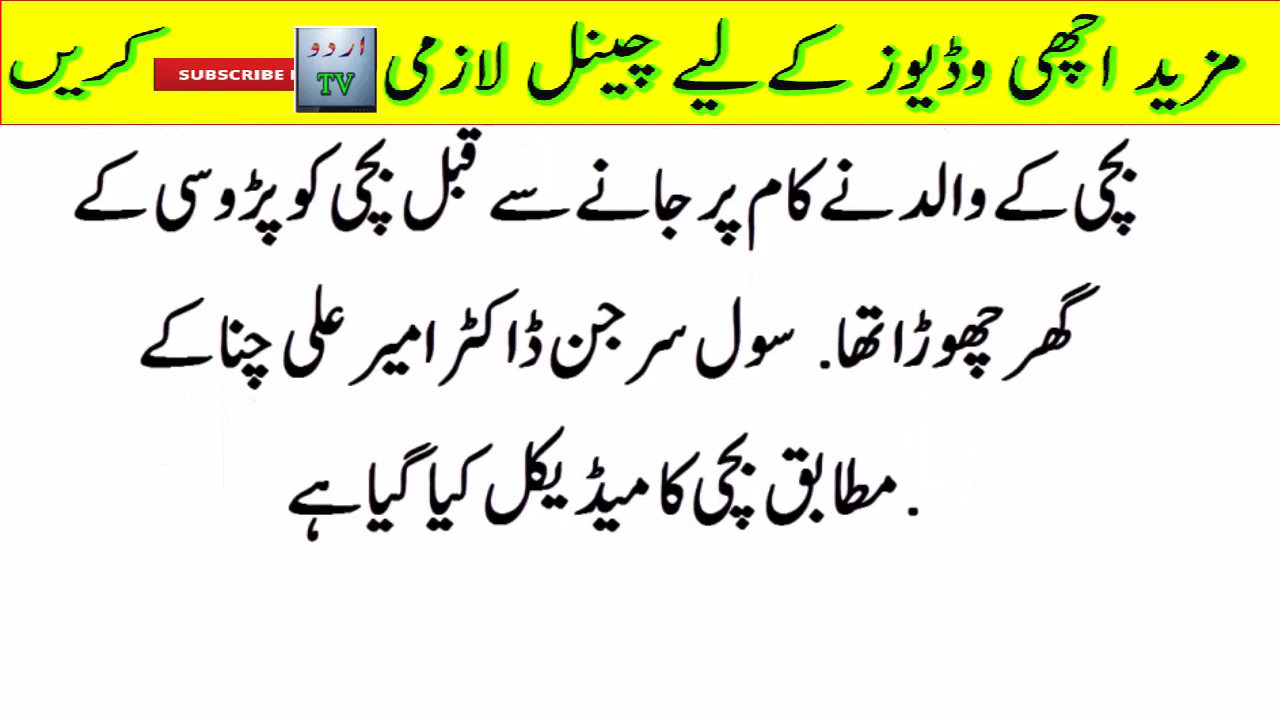 مزید اچھی وڈیوز کے لیے چینل لازمی اردو TV SUBSCRIBE کریں
بچی کے والد نے کام پر جانے سے قبل بچی کو پڑوسی کے
گھر چھوڑا تھا. سول سرجن ڈاکٹر امیر علی چنا کے
. مطابق بچی کا میڈیکل کیا گیا ہے